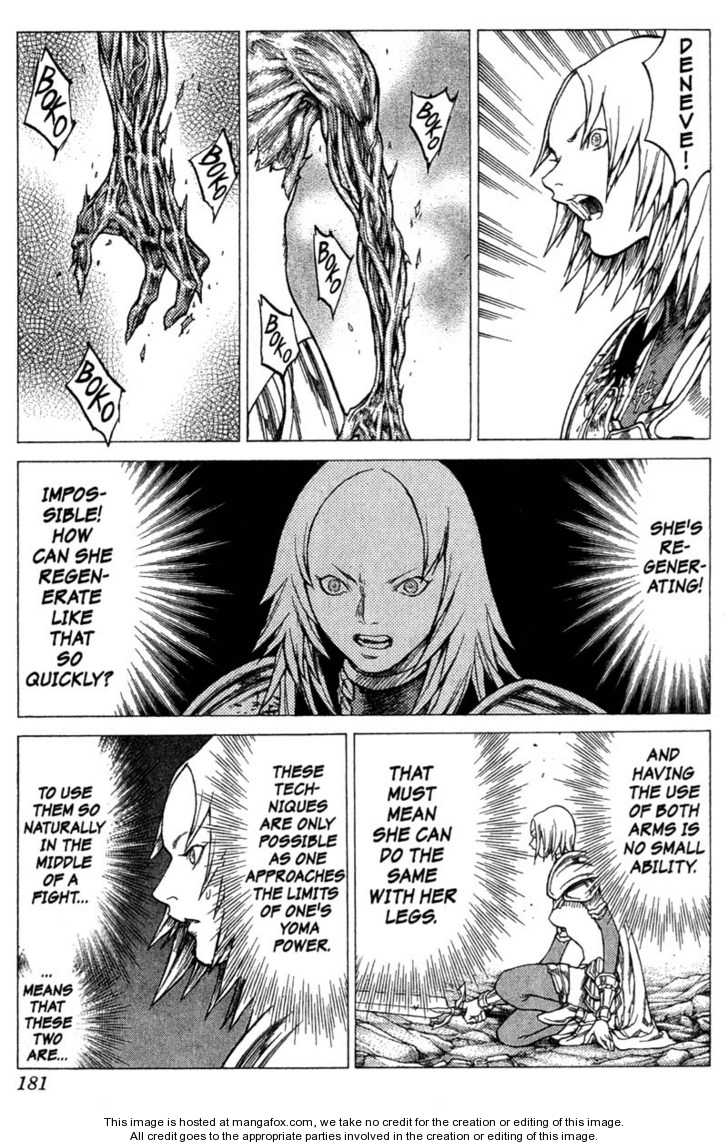 DENEVE!
BOKO
BOKO
BOKO
BOKO
BOKO
BOKO
SHE'S
RE-
GENER-
ATING!
IMPOS-
SIBLE!
HOW
CAN SHE
REGEN-
ERATE
LIKE
THAT
SO
QUICKLY?
AND
HAVING
THE USE
OF BOTH
ARMS IS
NO SMALL
ABILITY.
THAT
MUST
MEAN
SHE CAN
DO THE
SAME
WITH HER
LEGS.
THESE
TECH-
NIQUES
ARE ONLY
POSSIBLE
AS ONE
APPROACHES
THE LIMITS
OF ONE'S
YOMA
POWER.
TO USE
THEM SO
NATURALLY
IN THE
MIDDLE
OF A
FIGHT...
...
MEANS
THAT
THESE
TWO
ARE...
181
This image is hosted at mangafox.com, we take no credit for the creation or editing of this image.
All credit goes to the appropriate parties involved in the creation or editing of this image.